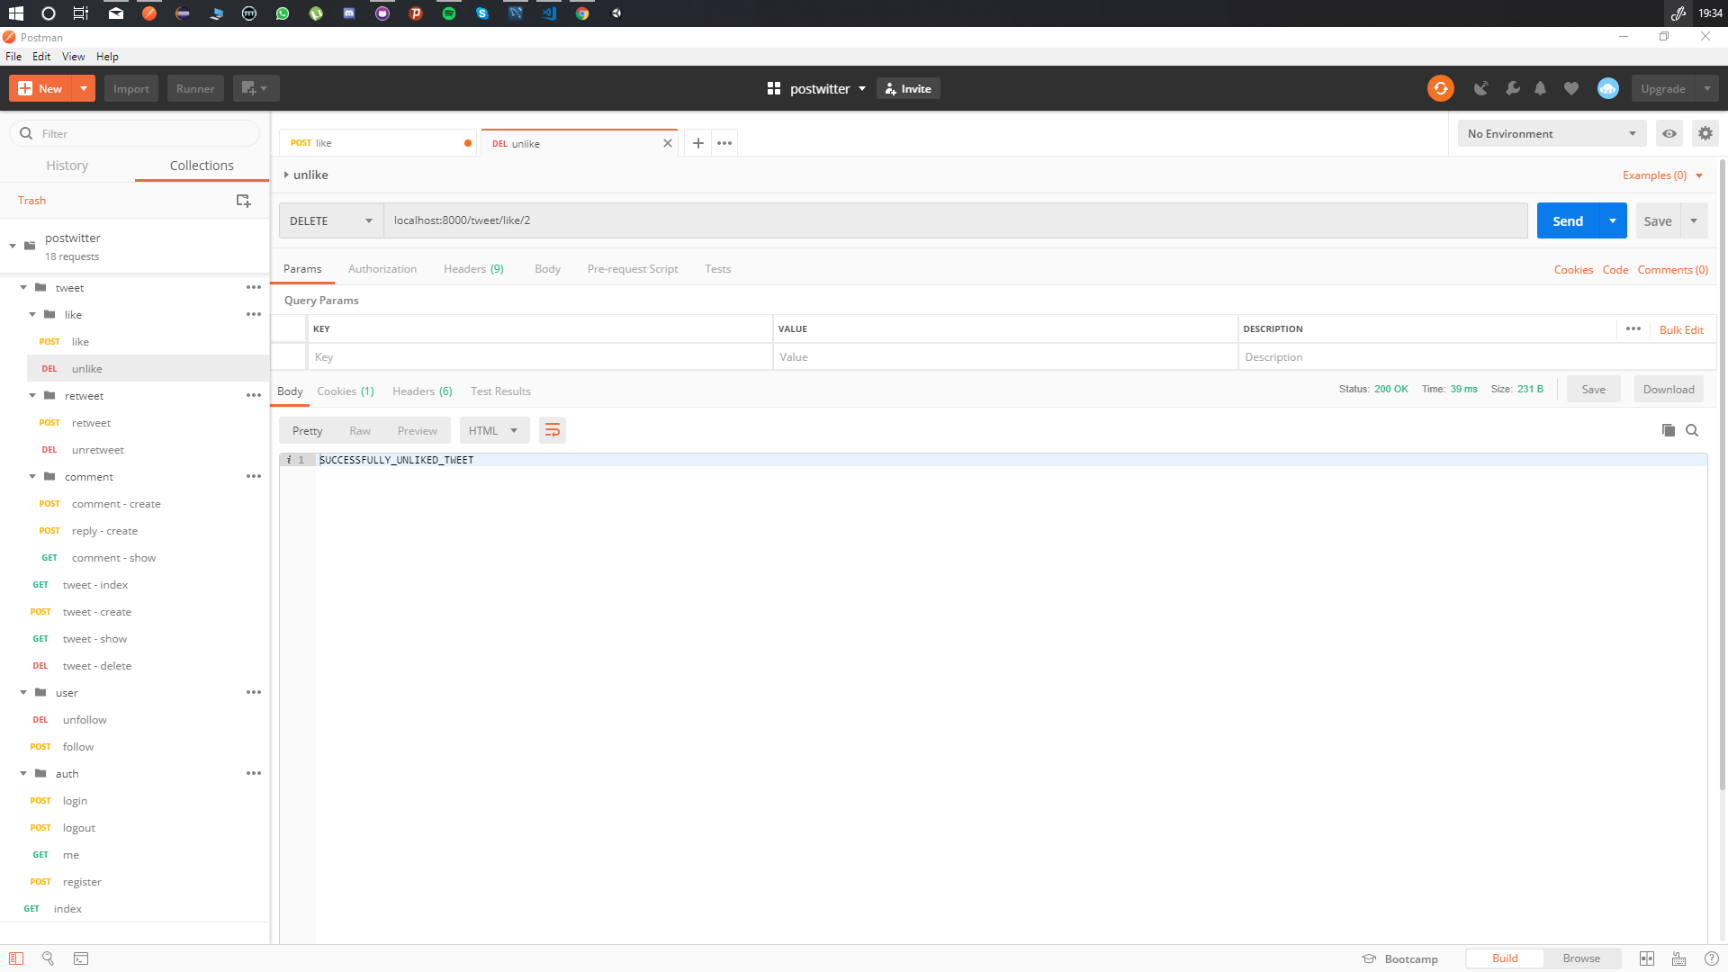 19:34
Postman
File Edit View Help
New Import Runner postwitter Invite Upgrade
Filter
History Collections
Trash
postwitter
18 requests
tweet
like
POST like
DEL unlike
retweet
POST retweet
DEL unretweet
comment
POST comment - create
POST reply - create
GET comment - show
GET tweet - index
POST tweet - create
GET tweet - show
DEL tweet - delete
user
DEL unfollow
POST follow
auth
POST login
POST logout
GET me
POST register
GET index
POST like DEL unlike
No Environment
unlike Examples (0)
DELETE localhost:8000/tweet/like/2 Send Save
Params Authorization Headers (9) Body Pre-request Script Tests Cookies Code Comments (0)
Query Params
KEY VALUE DESCRIPTION Bulk Edit
Key Value Description
Body Cookies (1) Headers (6) Test Results Status: 200 OK Time: 39 ms Size: 231 B Save Download
Pretty Raw Preview HTML
i 1 SUCCESSFULLY_UNLIKED_TWEET
Bootcamp Build Browse